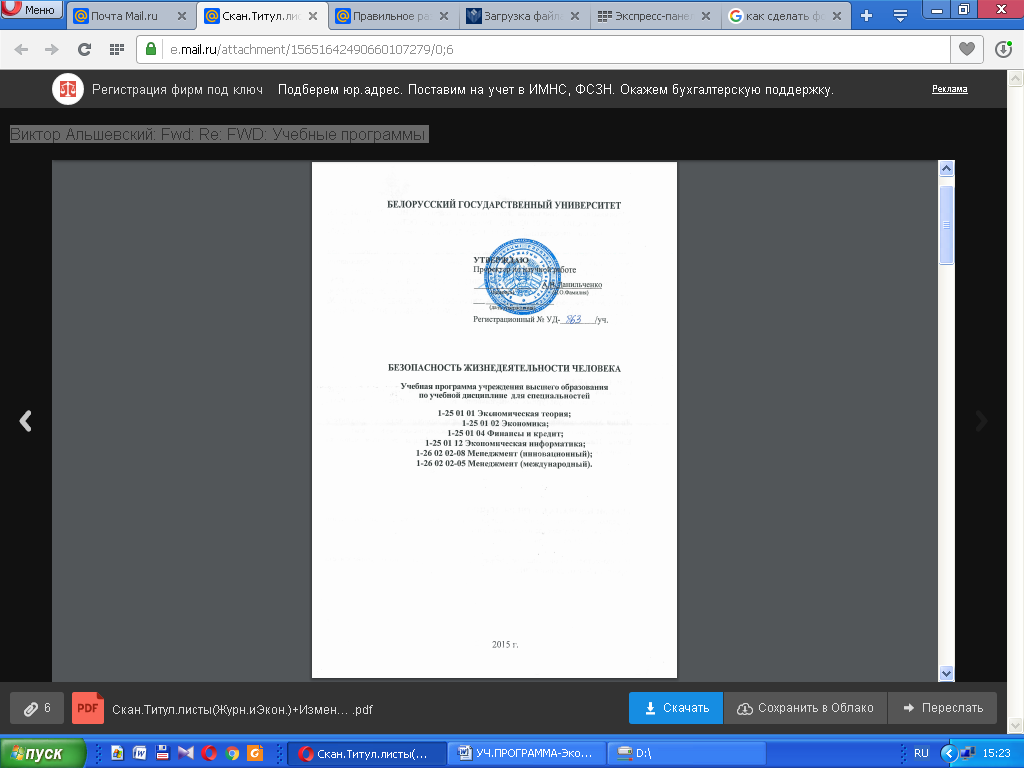 Меню
Почта Mail.ru
Скан.Титул.лис
Правильное ра
Загрузка файл
Экспресс-пане
как сделать ф
e.mail.ru/attachment/15651642490660107279/0;6
Регистрация фирм под ключ Подберем юр.адрес. Поставим на учет в ИМНС, ФСЗН. Окажем бухгалтерскую поддержку. Реклама
Виктор Альшевский: Fwd: Re: FWD: Учебные программы
БЕЛОРУССКИЙ ГОСУДАРСТВЕННЫЙ УНИВЕРСИТЕТ
УТВЕРЖДАЮ
Проректор по научной работе
Данильченко
Регистрационный № УД- 863 /уч.
БЕЗОПАСНОСТЬ ЖИЗНЕДЕЯТЕЛЬНОСТИ ЧЕЛОВЕКА
Учебная программа учреждения высшего образования
по учебной дисциплине для специальностей
1-25 01 01 Экономическая теория;
1-25 01 02 Экономика;
1-25 01 04 Финансы и кредит;
1-25 01 12 Экономическая информатика;
1-26 02 02-08 Менеджмент (инновационный);
1-26 02 02-05 Менеджмент (международный).
2015 г.
6 PDF Скан.Титул.листы(Журн.иЭкон.)+Измен... .pdf Скачать Сохранить в Облако Переслать
пуск Скан.Титул.листы(... УЧ.ПРОГРАММА-Эко... D:\ RU 15:23